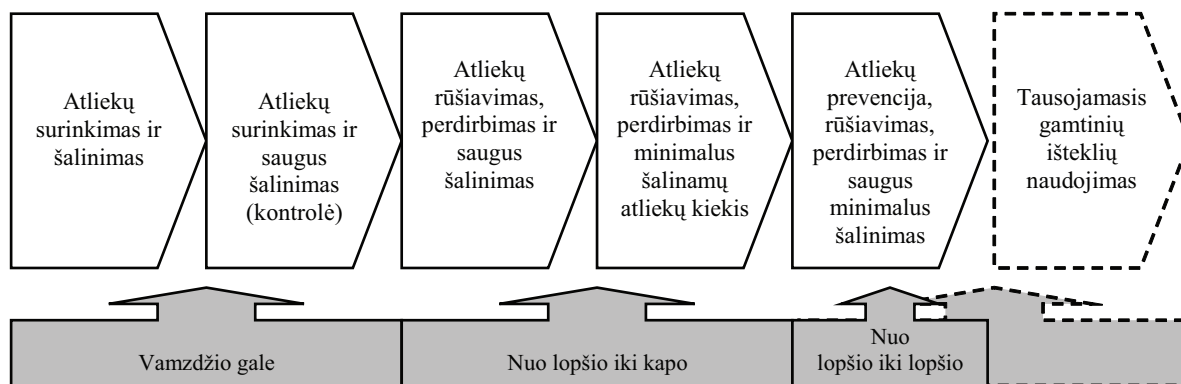 Atliekų
surinkimas ir
šalinimas
Atliekų
surinkimas ir
saugus
šalinimas
(kontrolė)
Atliekų
rūšiavimas,
perdirbimas ir
saugus
šalinimas
Atliekų
rūšiavimas,
perdirbimas ir
minimalus
šalinamų
atliekų kiekis
Atliekų
prevencija,
rūšiavimas,
perdirbimas ir
saugus
minimalus
šalinimas
Tausojamasis
gamtinių
išteklių
naudojimas
Vamzdžio gale
Nuo lopšio iki kapo
Nuo
lopšio iki lopšio